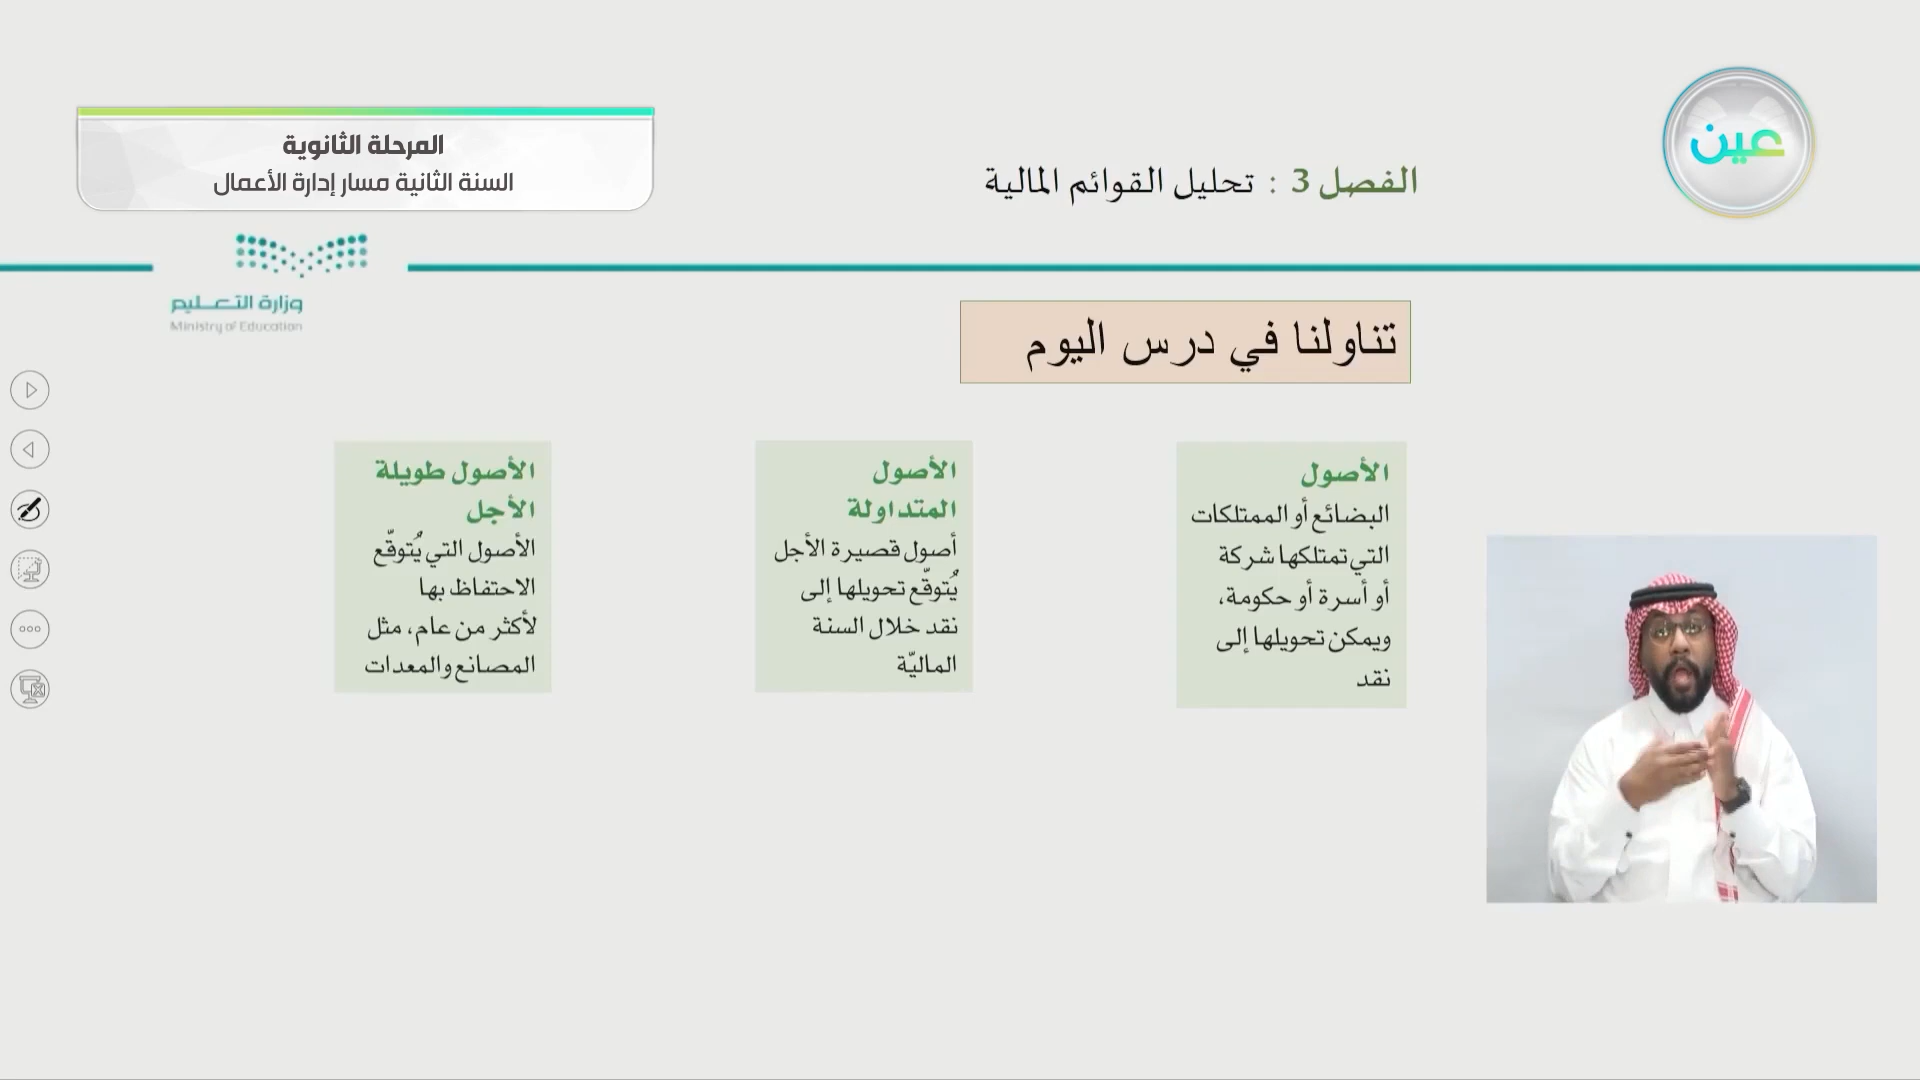 عين
المرحلة الثانوية
السنة الثانية مسار إدارة الأعمال
الفصل 3 : تحليل القوائم المالية
وزارة التعليم
Ministry of Education
تناولنا في درس اليوم
الأصول
البضائع أو الممتلكات
التي تمتلكها شركة
أو أسرة أو حكومة،
ويمكن تحويلها إلى
نقد
الأصول
المتداولة
أصول قصيرة الأجل
يُتوقّع تحويلها إلى
نقد خلال السنة
الماليّة
الأصول طويلة
الأجل
الأصول التي يُتوقّع
الاحتفاظ بها
لأكثر من عام، مثل
المصانع والمعدات